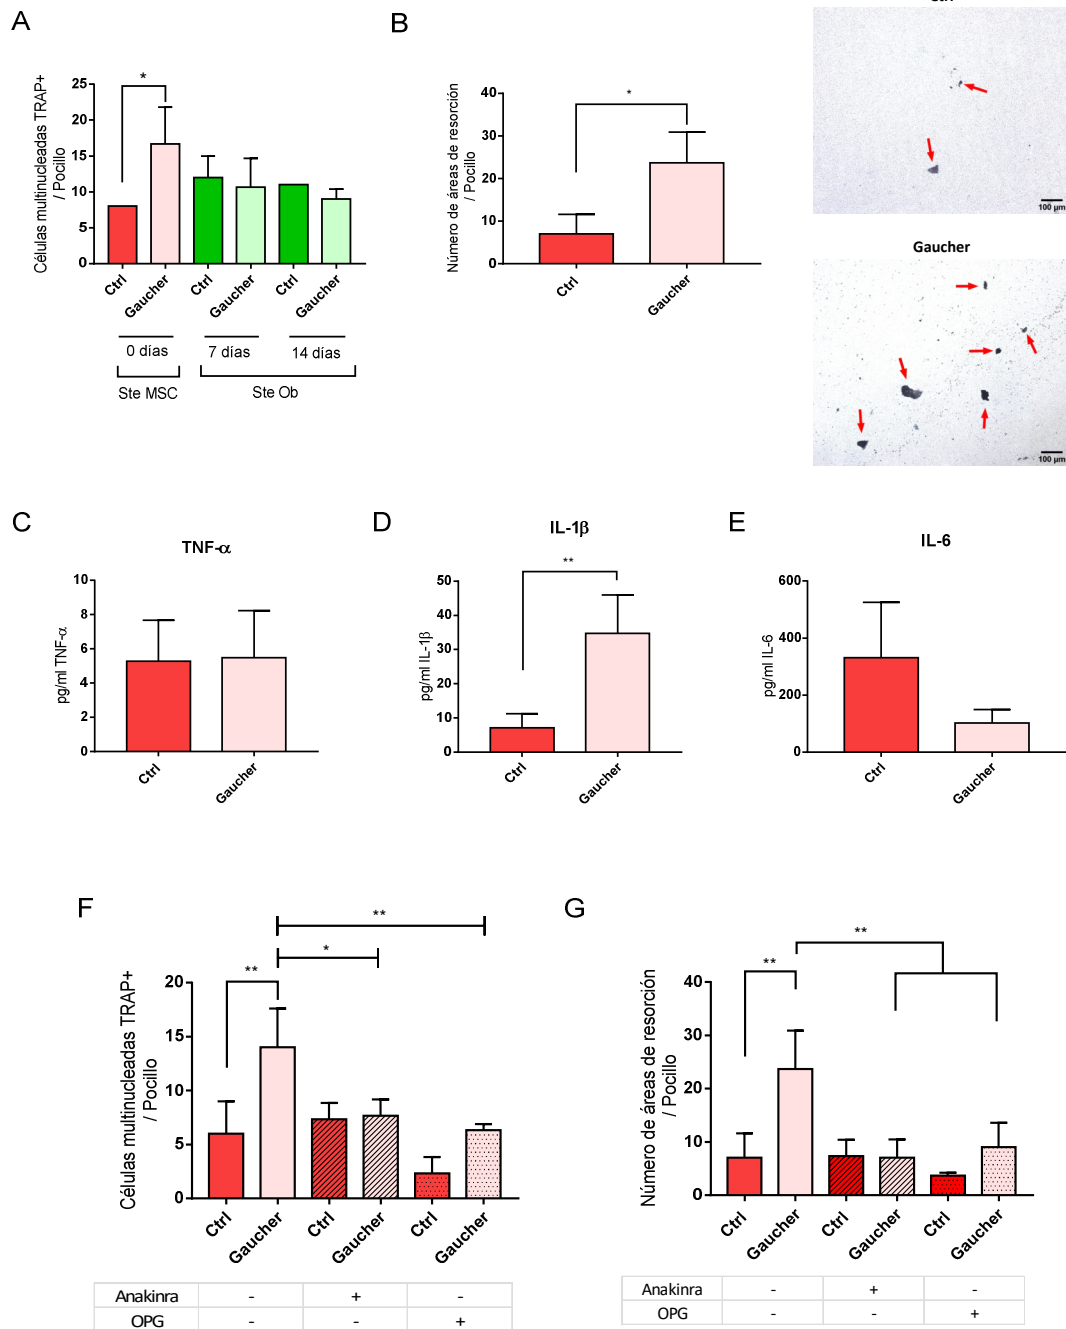 A
Células multinucleadas TRAP+
/ Pocillo
25
20
15
10
5
0
*
Ctrl
Gaucher
Ctrl
Gaucher
Ctrl
Gaucher
0 días
7 días
14 días
Ste MSC
Ste Ob
B
Número de áreas de resorción
/ Pocillo
40
30
20
10
0
*
Ctrl
Gaucher
Ctrl
100 µm
Gaucher
100 µm
C
TNF-α
pg/ml TNF-α
10
8
6
4
2
0
Ctrl
Gaucher
D
IL-1β
pg/ml IL-1β
50
40
30
20
10
0
**
Ctrl
Gaucher
E
IL-6
pg/ml IL-6
600
400
200
0
Ctrl
Gaucher
F
Células multinucleadas TRAP+
/ Pocillo
20
15
10
5
0
**
*
**
Ctrl
Gaucher
Ctrl
Gaucher
Ctrl
Gaucher
Anakinra - + -
OPG - - +
G
Número de áreas de resorción
/ Pocillo
40
30
20
10
0
**
**
Ctrl
Gaucher
Ctrl
Gaucher
Ctrl
Gaucher
Anakinra - + -
OPG - - +